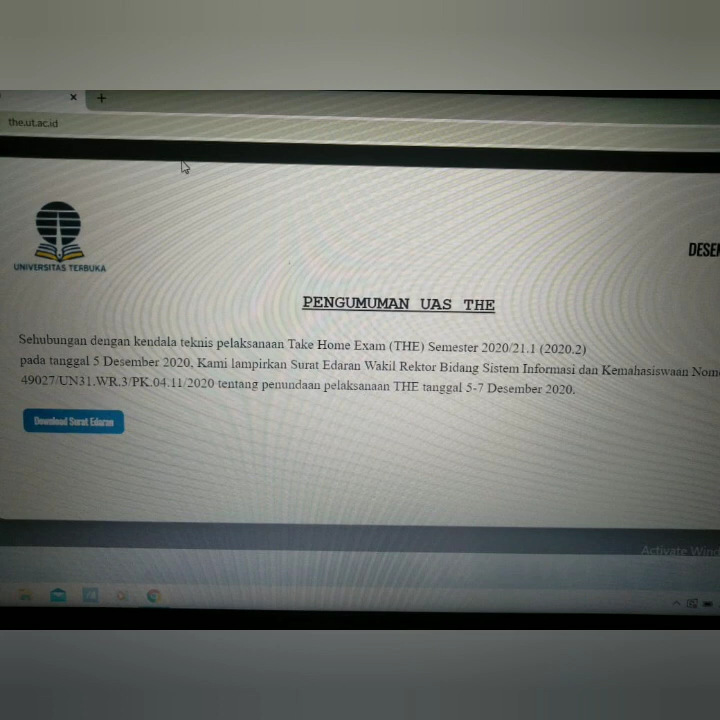 the.ut.ac.id
UNIVERSITAS TERBUKA
PENGUMUMAN UAS THE
Sehubungan dengan kendala teknis pelaksanaan Take Home Exam (THE) Semester 2020/21.1 (2020.2)
pada tanggal 5 Desember 2020, Kami lampirkan Surat Edaran Wakil Rektor Bidang Sistem Informasi dan Kemahasiswaan Nom
49027/UN31.WR.3/PK.04.11/2020 tentang penundaan pelaksanaan THE tanggal 5-7 Desember 2020.
Download Surat Edaran
Activate